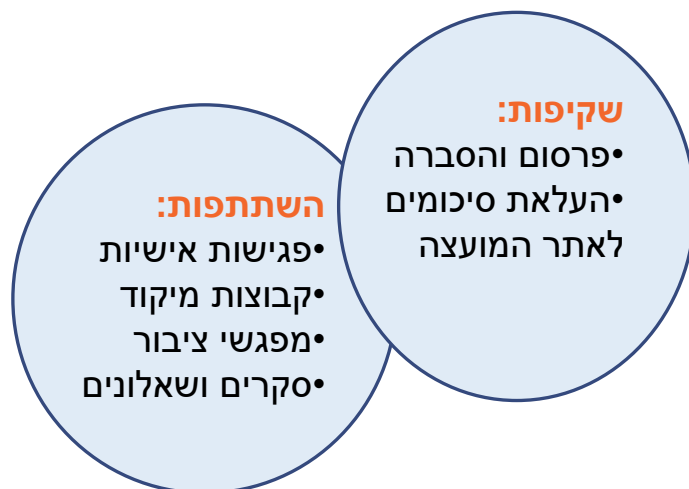 שקיפות:
•פרסום והסברה
•העלאת סיכומים
לאתר המועצה
השתתפות:
•פגישות אישיות
•קבוצות מיקוד
•מפגשי ציבור
•סקרים ושאלונים